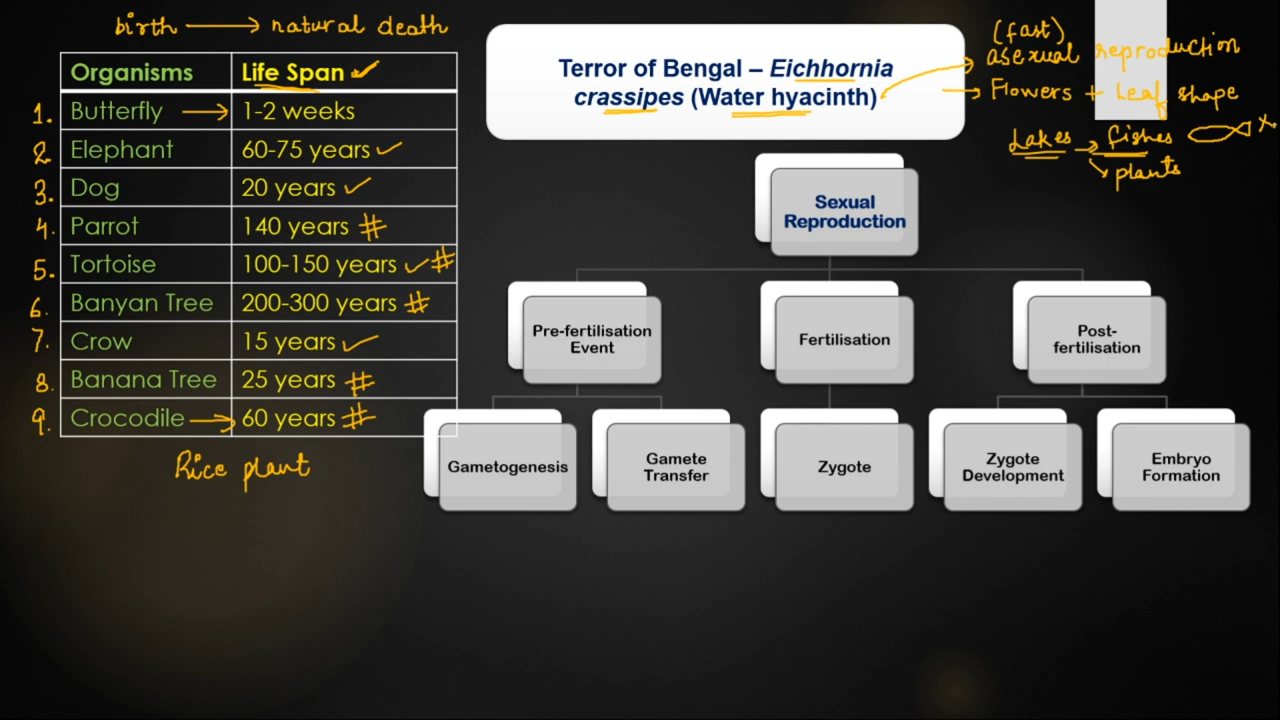 birth → natural death
Organisms Life Span ✓
1. Butterfly → 1-2 weeks
2. Elephant 60-75 years ✓
3. Dog 20 years ✓
4. Parrot 140 years #
5. Tortoise 100-150 years ✓ #
6. Banyan Tree 200-300 years #
7. Crow 15 years ✓
8. Banana Tree 25 years #
9. Crocodile → 60 years #
Rice plant
Terror of Bengal – Eichhornia
crassipes (Water hyacinth)
(fast)
asexual reproduction
→ Flowers + Leaf shape
Lakes → fishes
plants
Sexual
Reproduction
Pre-fertilisation
Event
Fertilisation
Post-
fertilisation
Gametogenesis
Gamete
Transfer
Zygote
Zygote
Development
Embryo
Formation